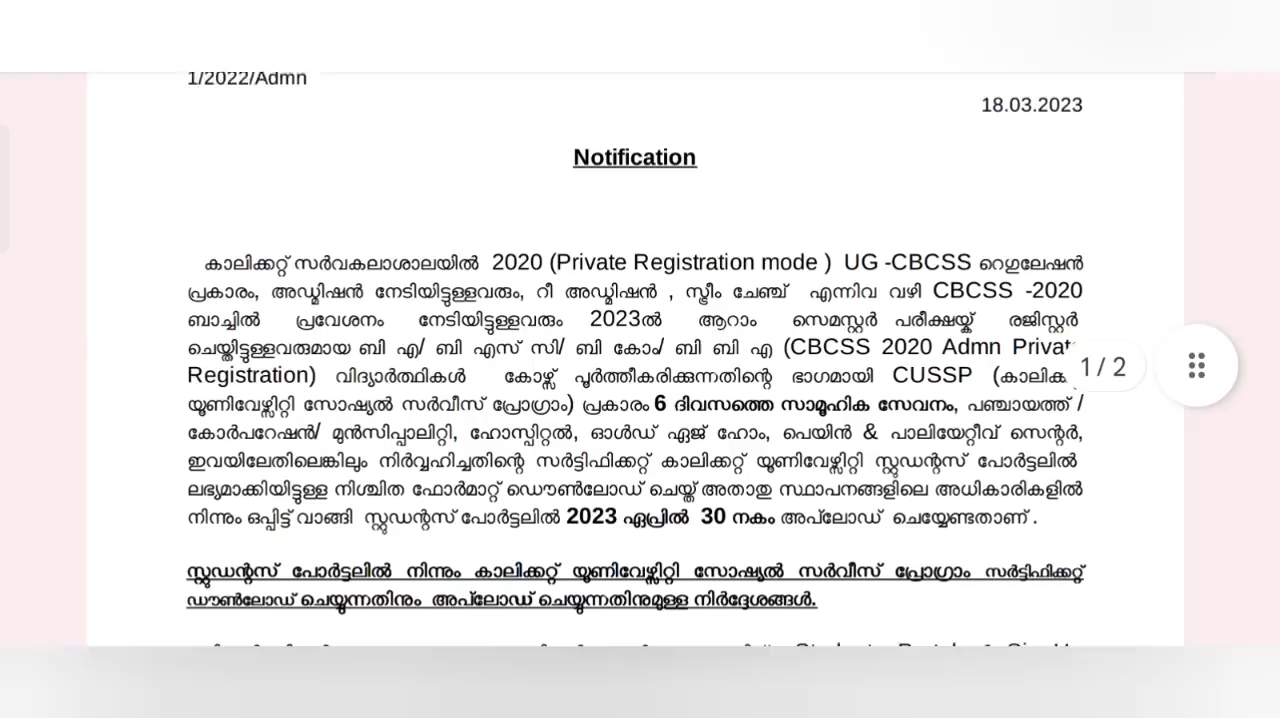 1/2022/Admn
18.03.2023
Notification
കാലിക്കറ്റ് സർവകലാശാലയിൽ 2020 (Private Registration mode ) UG -CBCSS റെഗുലേഷൻ
പ്രകാരം, അഡ്മിഷൻ നേടിയിട്ടുള്ളവരും, റീ അഡ്മിഷൻ , സ്ട്രീം ചേഞ്ച് എന്നിവ വഴി CBCSS -2020
ബാച്ചിൽ പ്രവേശനം നേടിയിട്ടുള്ളവരും 2023ൽ ആറാം സെമസ്റ്റർ പരീക്ഷയ്ക്ക് രജിസ്റ്റർ
ചെയ്തിട്ടുള്ളവരുമായ ബി എ/ ബി എസ് സി/ ബി കോം/ ബി ബി എ (CBCSS 2020 Admn Private
1 / 2
Registration) വിദ്യാർത്ഥികൾ കോഴ്സ് പൂർത്തീകരിക്കുന്നതിന്റെ ഭാഗമായി CUSSP
യൂണിവേഴ്സിറ്റി സോഷ്യൽ സർവീസ് പ്രോഗ്രാം) പ്രകാരം 6 ദിവസത്തെ സാമൂഹിക സേവനം, പഞ്ചായത്ത് /
കോർപറേഷൻ/ മുൻസിപ്പാലിറ്റി, ഹോസ്പിറ്റൽ, ഓൾഡ് ഏജ് ഹോം, പെയിൻ & പാലിയേറ്റീവ് സെന്റർ,
ഇവയിലേതിലെങ്കിലും നിർവ്വഹിച്ചതിന്റെ സർട്ടിഫിക്കറ്റ് കാലിക്കറ്റ് യൂണിവേഴ്സിറ്റി സ്റ്റുഡന്റസ് പോർട്ടലിൽ
ലഭ്യമാക്കിയിട്ടുള്ള നിശ്ചിത ഫോർമാറ്റ് ഡൌൺലോഡ് ചെയ്ത് അതാതു സ്ഥാപനങ്ങളിലെ അധികാരികളിൽ
നിന്നും ഒപ്പിട്ട് വാങ്ങി സ്റ്റുഡന്റസ് പോർട്ടലിൽ 2023 ഏപ്രിൽ 30 നകം അപ്‌ലോഡ് ചെയ്യേണ്ടതാണ് .
സ്റ്റുഡന്റസ് പോർട്ടലിൽ നിന്നും കാലിക്കറ്റ് യൂണിവേഴ്സിറ്റി സോഷ്യൽ സർവീസ് പ്രോഗ്രാം സർട്ടിഫിക്കറ്റ്
ഡൗൺലോഡ് ചെയ്യുന്നതിനും അപ്‌ലോഡ് ചെയ്യുന്നതിനുമുള്ള നിർദ്ദേശങ്ങൾ.